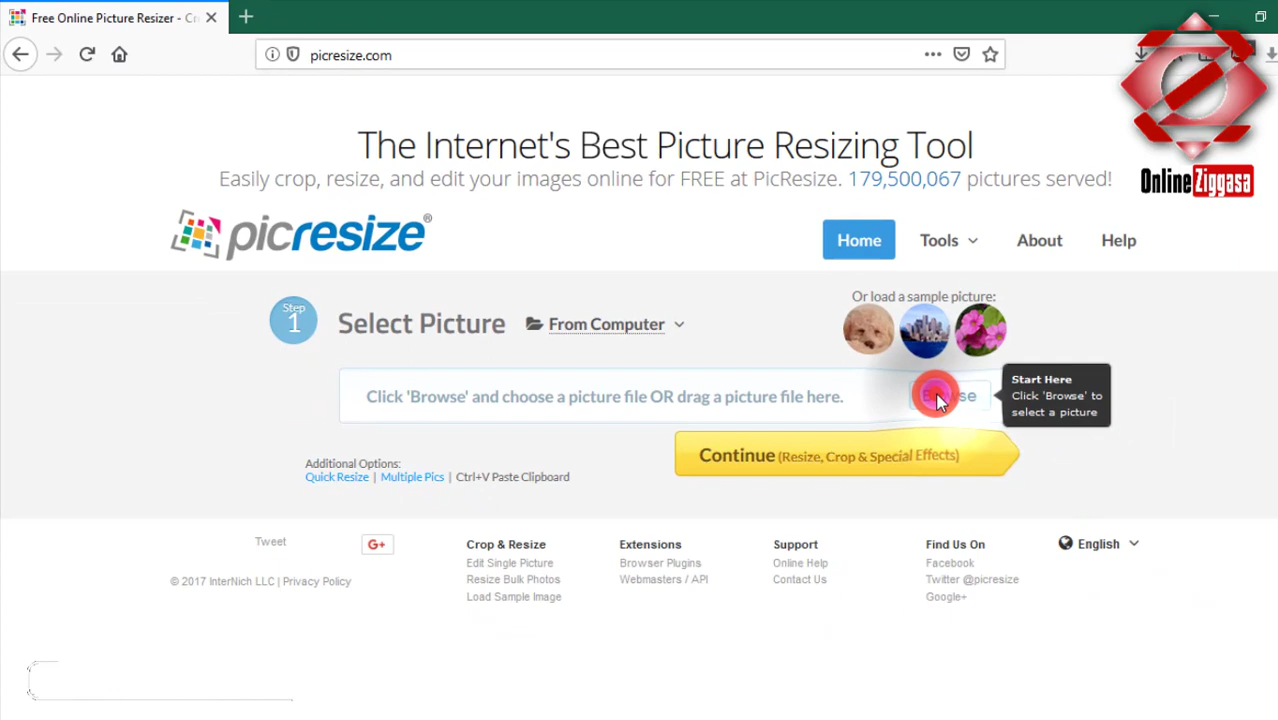 Free Online Picture Resizer - Cr
picresize.com
The Internet's Best Picture Resizing Tool
Easily crop, resize, and edit your images online for FREE at PicResize. 179,500,067 pictures served!
OnlineZiggasa
picresize®
Home
Tools
About
Help
Step
1
Select Picture
From Computer
Or load a sample picture:
Click 'Browse' and choose a picture file OR drag a picture file here.
Browse
Start Here
Click 'Browse' to
select a picture
Continue (Resize, Crop & Special Effects)
Additional Options:
Quick Resize | Multiple Pics | Ctrl+V Paste Clipboard
Tweet
G+
© 2017 InterNich LLC | Privacy Policy
Crop & Resize
Edit Single Picture
Resize Bulk Photos
Load Sample Image
Extensions
Browser Plugins
Webmasters / API
Support
Online Help
Contact Us
Find Us On
Facebook
Twitter @picresize
Google+
English